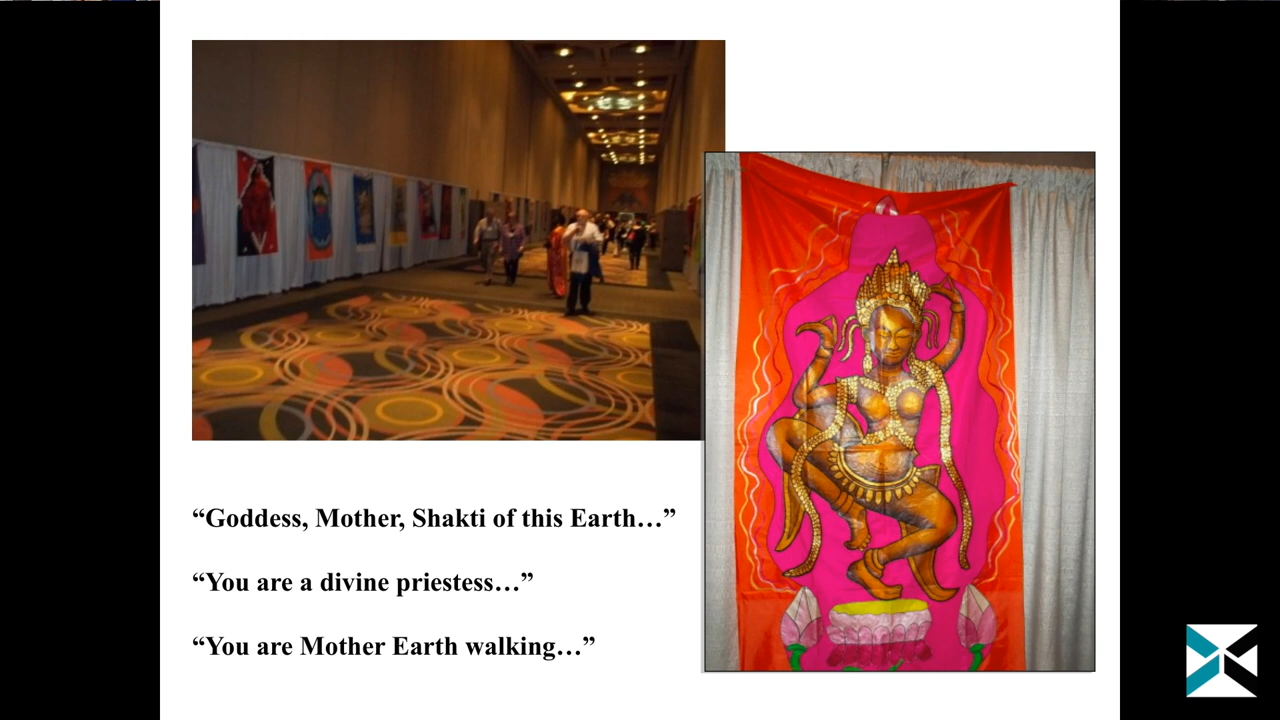 “Goddess, Mother, Shakti of this Earth…”
“You are a divine priestess…”
“You are Mother Earth walking…”